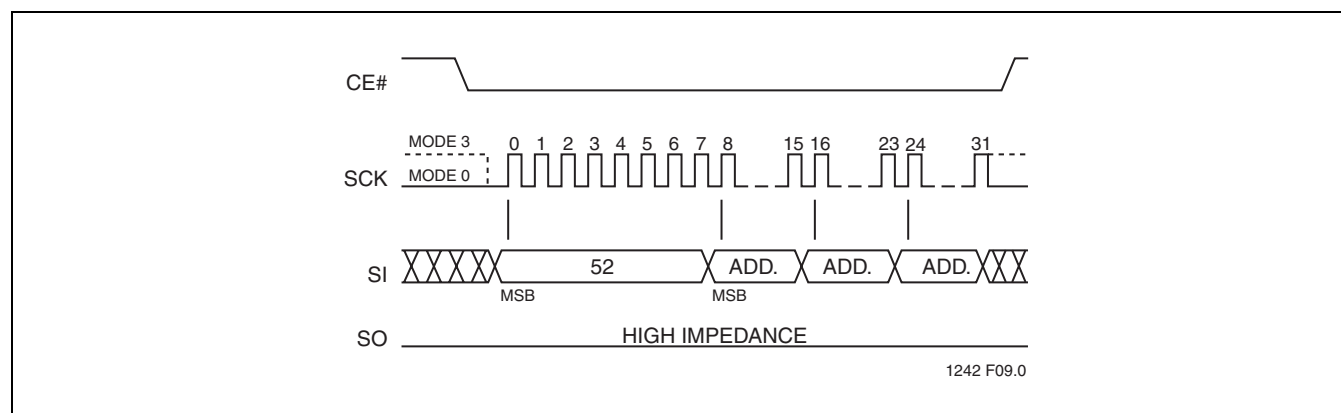 CE#
MODE 3
0 1 2 3 4 5 6 7 8 15 16 23 24 31
SCK
MODE 0
SI
52 ADD. ADD. ADD.
MSB MSB
SO HIGH IMPEDANCE
1242 F09.0